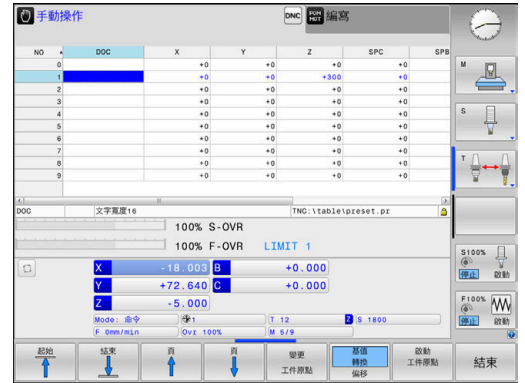 手動操作
DNC
PGM MGT
編寫
NO DOC X Y Z SPC SPB
0 +0 +0 +0 +0
1 +0 +0 +300 +0
2 +0 +0 +0 +0
3 +0 +0 +0 +0
4 +0 +0 +0 +0
5 +0 +0 +0 +0
6 +0 +0 +0 +0
7 +0 +0 +0 +0
8 +0 +0 +0 +0
9 +0 +0 +0 +0
DOC 文字寬度16 TNC:\table\preset.pr
100% S-OVR
100% F-OVR LIMIT 1
X -18.003 B +0.000
Y +72.640 C +0.000
Z -5.000
Mode: 命令 1 T 12 Z S 1800
F 0mm/min Ovr 100% M 5/9
M
S
T
S100%
停止 啟動
F100%
停止 啟動
起始
結束
頁
頁
變更
工件原點
基值
轉換
偏移
啟動
工件原點
結束